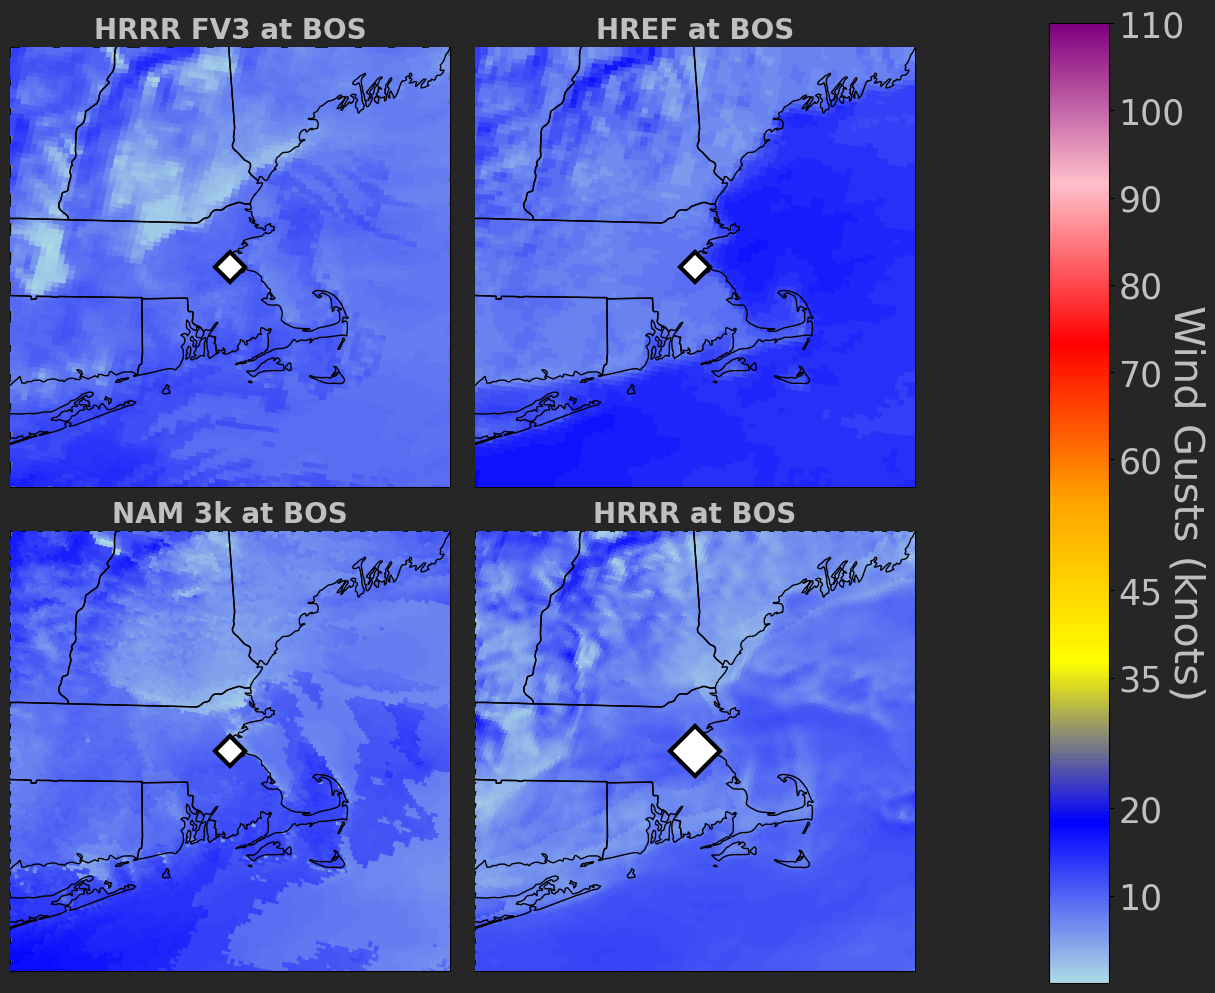 HRRR FV3 at BOS
HREF at BOS
NAM 3k at BOS
HRRR at BOS
110
100
90
80
70
60
45
35
20
10
Wind Gusts (knots)